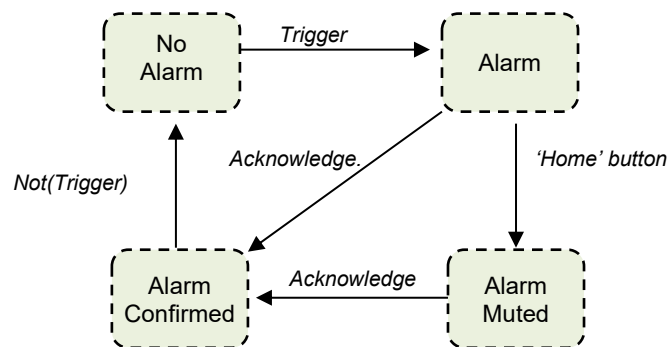 No
Alarm
Trigger
Alarm
Not(Trigger)
Acknowledge.
‘Home’ button
Alarm
Confirmed
Acknowledge
Alarm
Muted